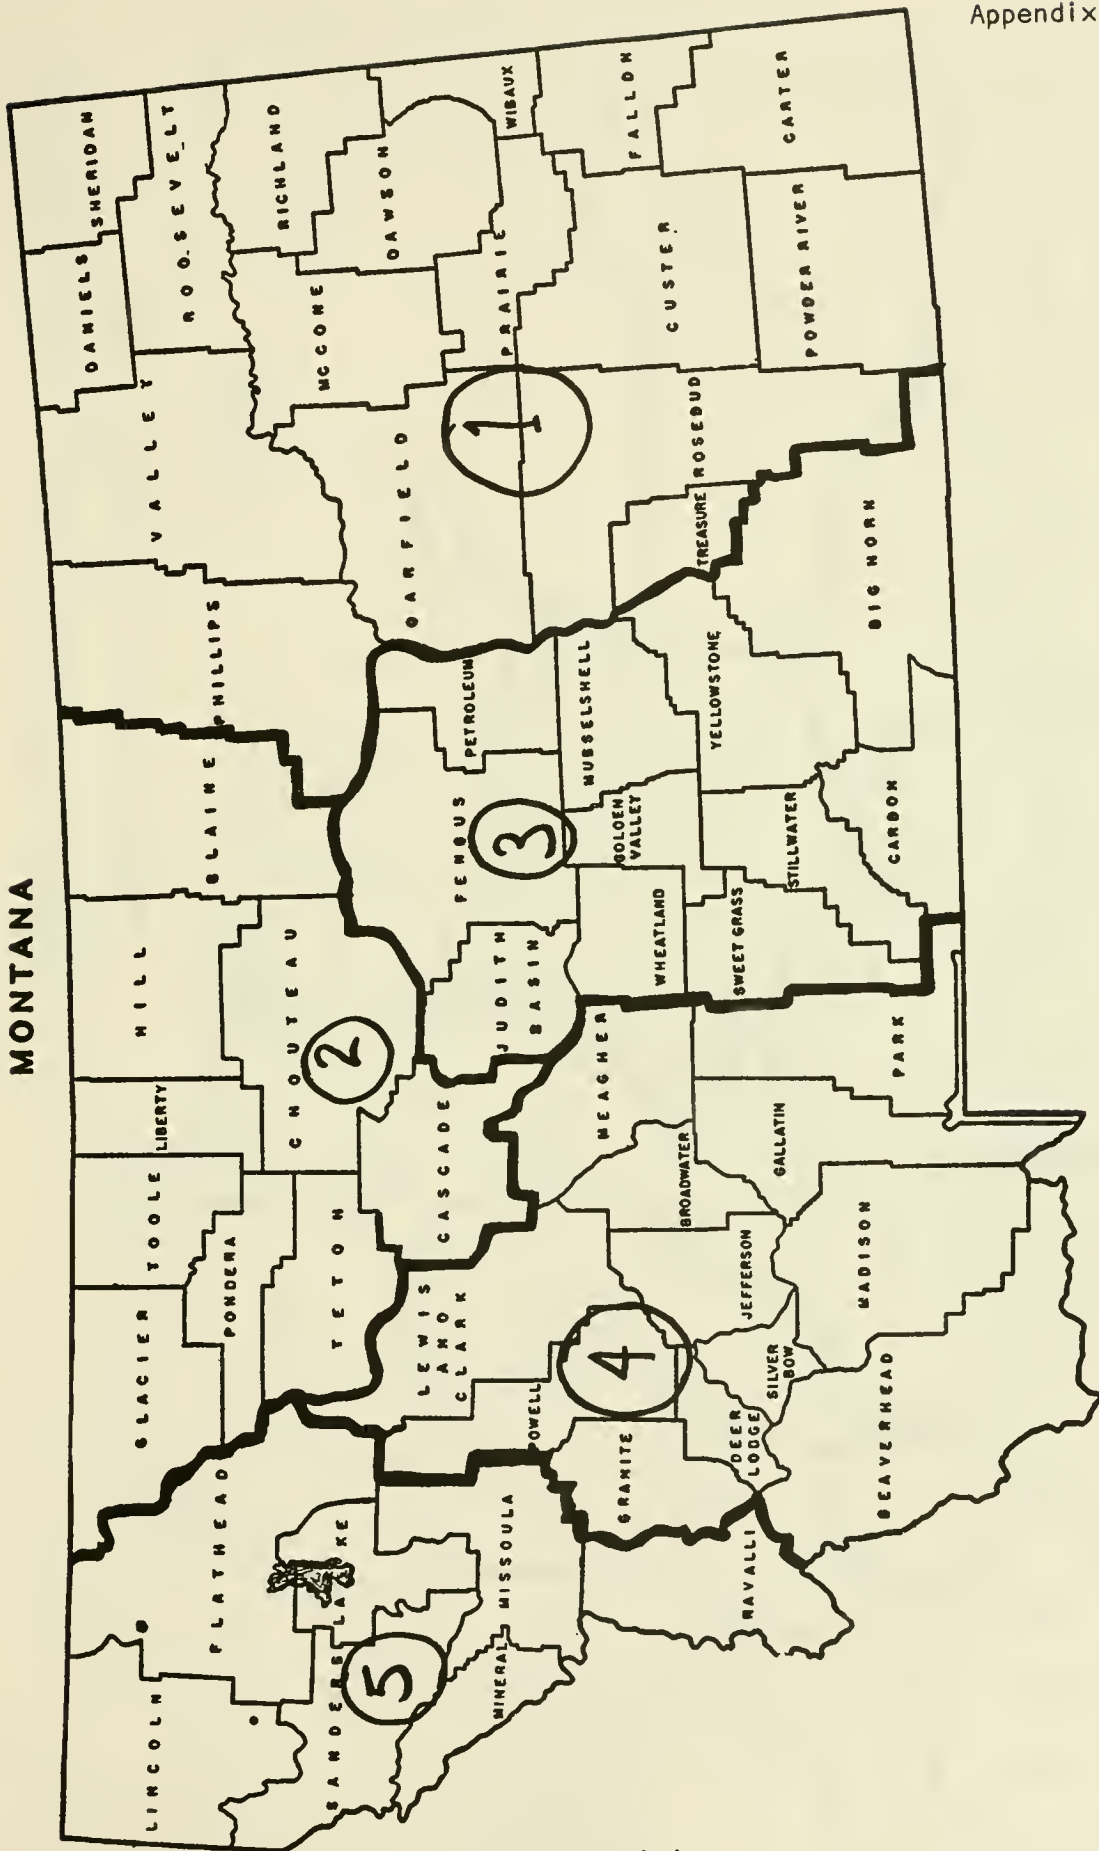 Appendix
MONTANA
LINCOLN
FLATHEAD
GLACIER
TOOLE
LIBERTY
HILL
BLAINE
PHILLIPS
VALLEY
DANIELS
SHERIDAN
ROOSEVELT
PONDERA
TETON
CHOUTEAU
2
SANDERS
LAKE
5
MINERAL
MISSOULA
POWELL
LEWIS
AND
CLARK
CASCADE
JUDITH
BASIN
FERGUS
3
PETROLEUM
GARFIELD
1
MCCONE
RICHLAND
DAWSON
PRAIRIE
WIBAUX
RAVALLI
GRANITE
4
DEER
LODGE
SILVER
BOW
JEFFERSON
BROADWATER
MEAGHER
WHEATLAND
GOLDEN
VALLEY
MUSSELSHELL
TREASURE
ROSEBUD
CUSTER
FALLON
BEAVERHEAD
MADISON
GALLATIN
PARK
SWEET GRASS
STILLWATER
CARBON
YELLOWSTONE
BIG HORN
POWDER RIVER
CARTER